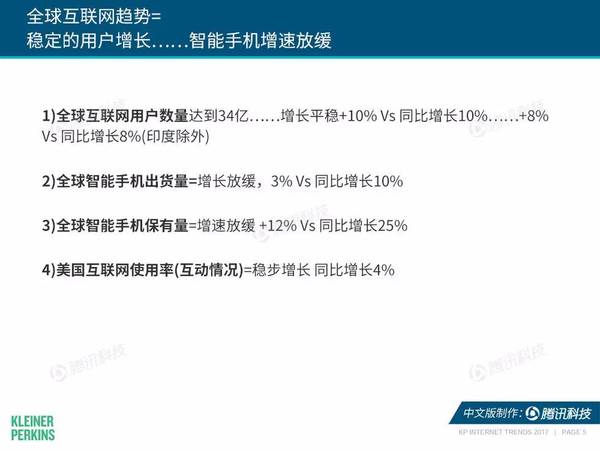 全球互联网趋势=
稳定的用户增长……智能手机增速放缓
1)全球互联网用户数量达到34亿……增长平稳+10% Vs 同比增长10%……+8%
Vs 同比增长8%(印度除外)
2)全球智能手机出货量=增长放缓，3% Vs 同比增长10%
3)全球智能手机保有量=增速放缓 +12% Vs 同比增长25%
4)美国互联网使用率(互动情况)=稳步增长 同比增长4%
腾讯科技
腾讯科技
腾讯科技
腾讯科技
KLEINER
PERKINS
中文版制作：腾讯科技
KP INTERNET TRENDS 2017 | PAGE 5